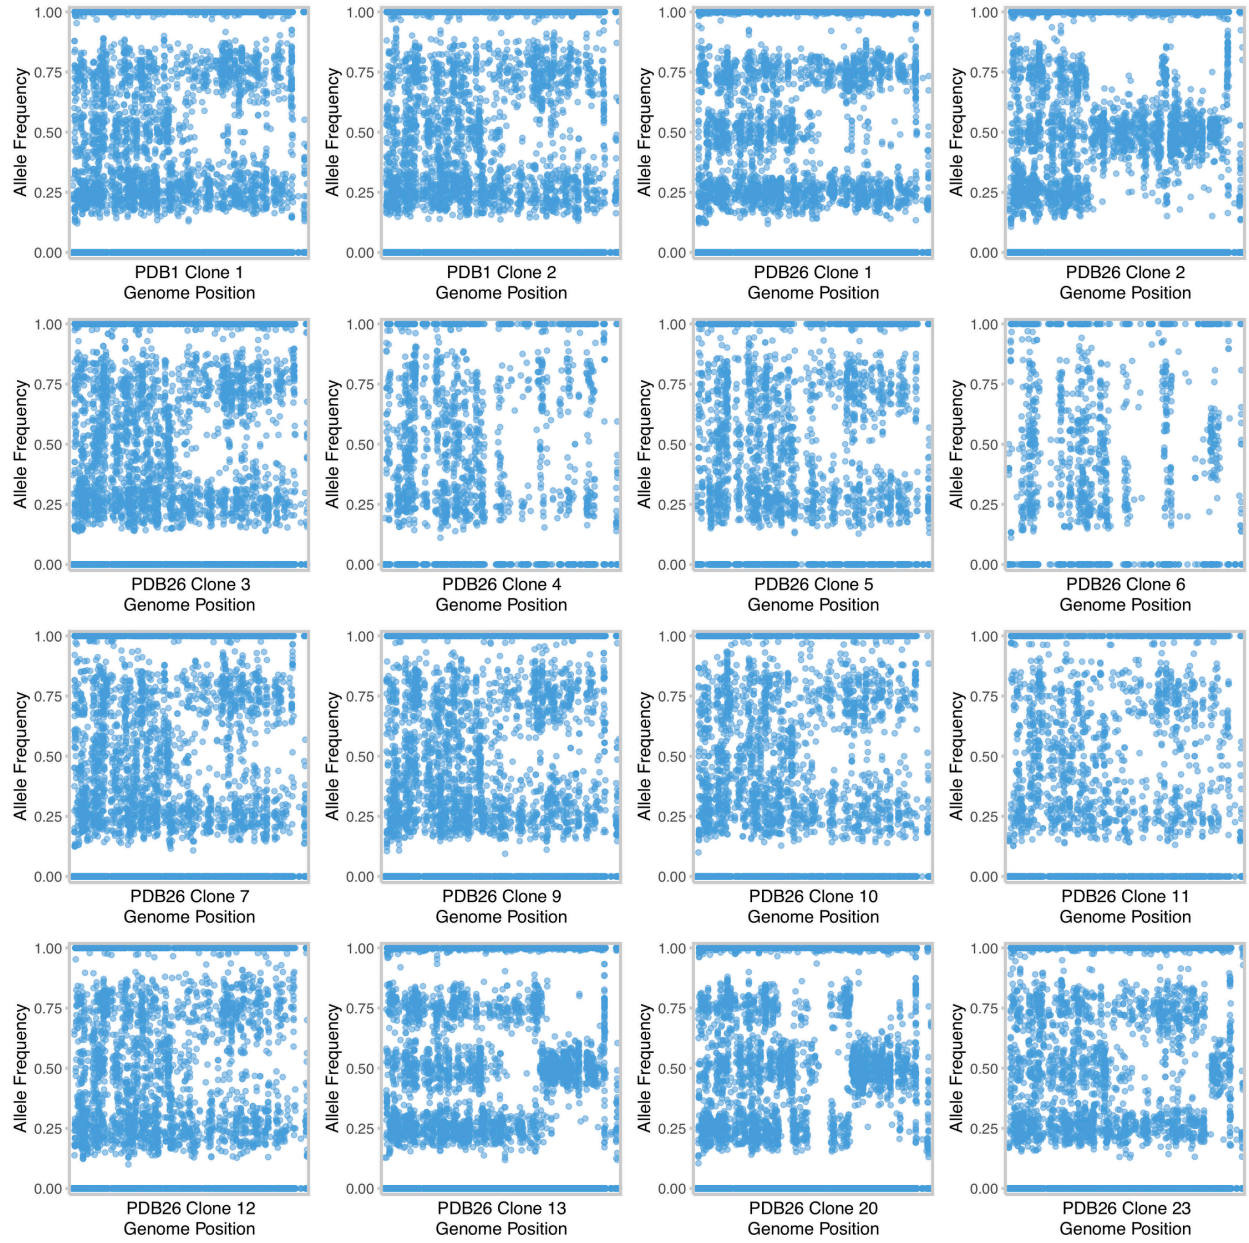 1.00
0.75
0.50
0.25
0.00
Allele Frequency
PDB1 Clone 1
Genome Position
1.00
0.75
0.50
0.25
0.00
Allele Frequency
PDB1 Clone 2
Genome Position
1.00
0.75
0.50
0.25
0.00
Allele Frequency
PDB26 Clone 1
Genome Position
1.00
0.75
0.50
0.25
0.00
Allele Frequency
PDB26 Clone 2
Genome Position
1.00
0.75
0.50
0.25
0.00
Allele Frequency
PDB26 Clone 3
Genome Position
1.00
0.75
0.50
0.25
0.00
Allele Frequency
PDB26 Clone 4
Genome Position
1.00
0.75
0.50
0.25
0.00
Allele Frequency
PDB26 Clone 5
Genome Position
1.00
0.75
0.50
0.25
0.00
Allele Frequency
PDB26 Clone 6
Genome Position
1.00
0.75
0.50
0.25
0.00
Allele Frequency
PDB26 Clone 7
Genome Position
1.00
0.75
0.50
0.25
0.00
Allele Frequency
PDB26 Clone 9
Genome Position
1.00
0.75
0.50
0.25
0.00
Allele Frequency
PDB26 Clone 10
Genome Position
1.00
0.75
0.50
0.25
0.00
Allele Frequency
PDB26 Clone 11
Genome Position
1.00
0.75
0.50
0.25
0.00
Allele Frequency
PDB26 Clone 12
Genome Position
1.00
0.75
0.50
0.25
0.00
Allele Frequency
PDB26 Clone 13
Genome Position
1.00
0.75
0.50
0.25
0.00
Allele Frequency
PDB26 Clone 20
Genome Position
1.00
0.75
0.50
0.25
0.00
Allele Frequency
PDB26 Clone 23
Genome Position